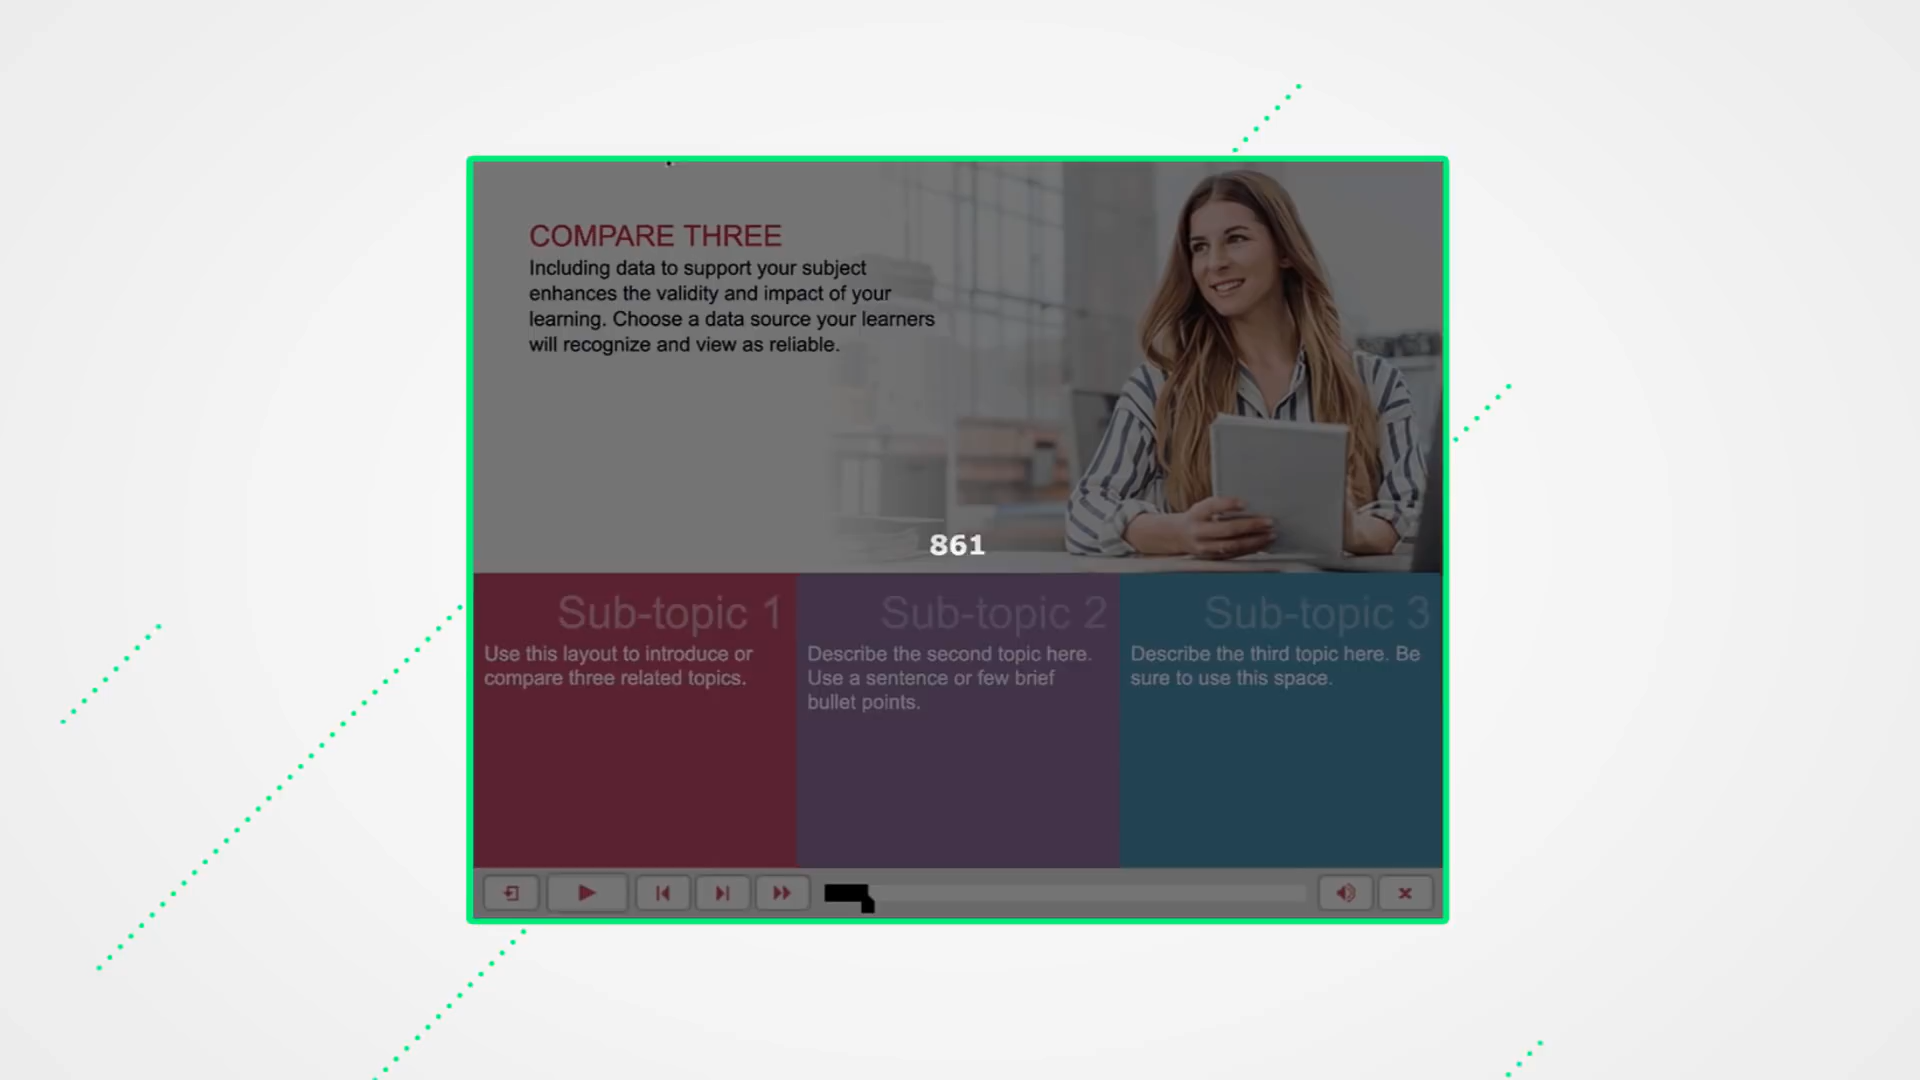 COMPARE THREE
Including data to support your subject
enhances the validity and impact of your
learning. Choose a data source your learners
will recognize and view as reliable.
861
Sub-topic 1
Use this layout to introduce or
compare three related topics.
Sub-topic 2
Describe the second topic here.
Use a sentence or few brief
bullet points.
Sub-topic 3
Describe the third topic here. Be
sure to use this space.